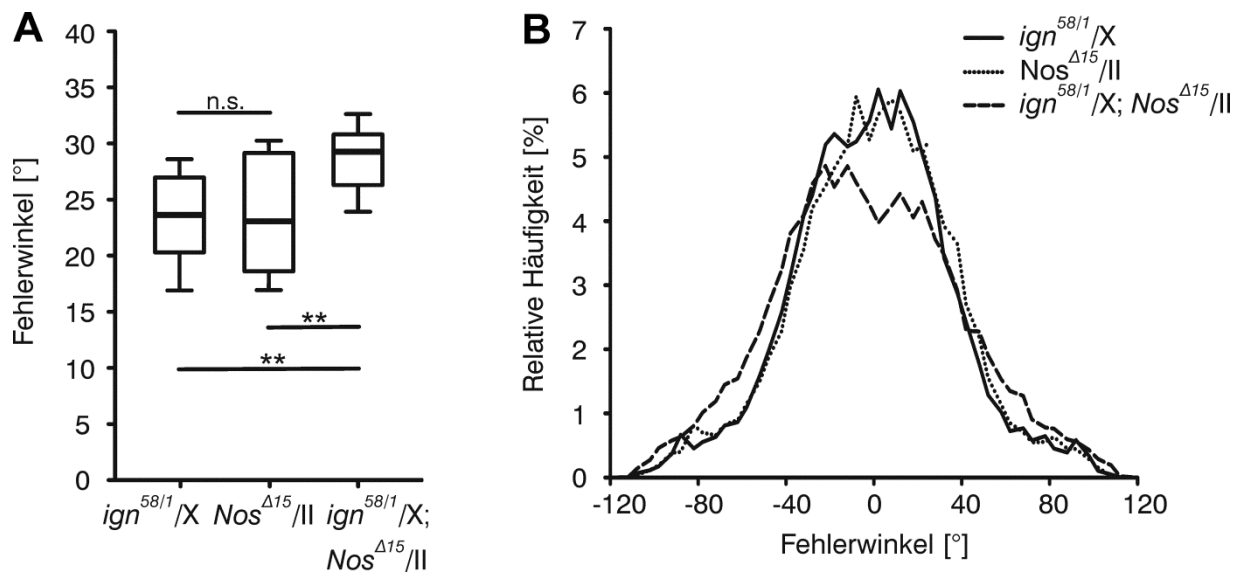 A
Fehlerwinkel [°]
40
35
30
25
20
15
10
5
0
n.s.
**
**
ign58/1/X NosΔ15/II ign58/1/X;
NosΔ15/II
B
Relative Häufigkeit [%]
7
6
5
4
3
2
1
0
-120 -80 -40 0 40 80 120
Fehlerwinkel [°]
ign58/1/X
NosΔ15/II
ign58/1/X; NosΔ15/II